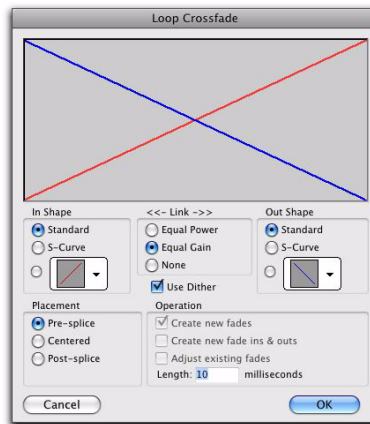 Loop Crossfade
In Shape
Standard
S-Curve
<<- Link ->>
Equal Power
Equal Gain
None
Use Dither
Out Shape
Standard
S-Curve
Placement
Pre-splice
Centered
Post-splice
Operation
Create new fades
Create new fade ins & outs
Adjust existing fades
Length: 10 milliseconds
Cancel
OK